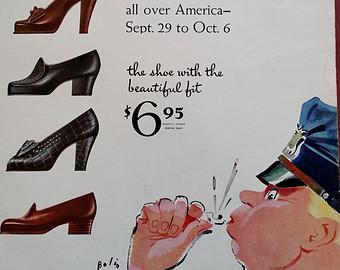 all over America—
Sept. 29 to Oct. 6
the shoe with the
beautiful fit
$6.95